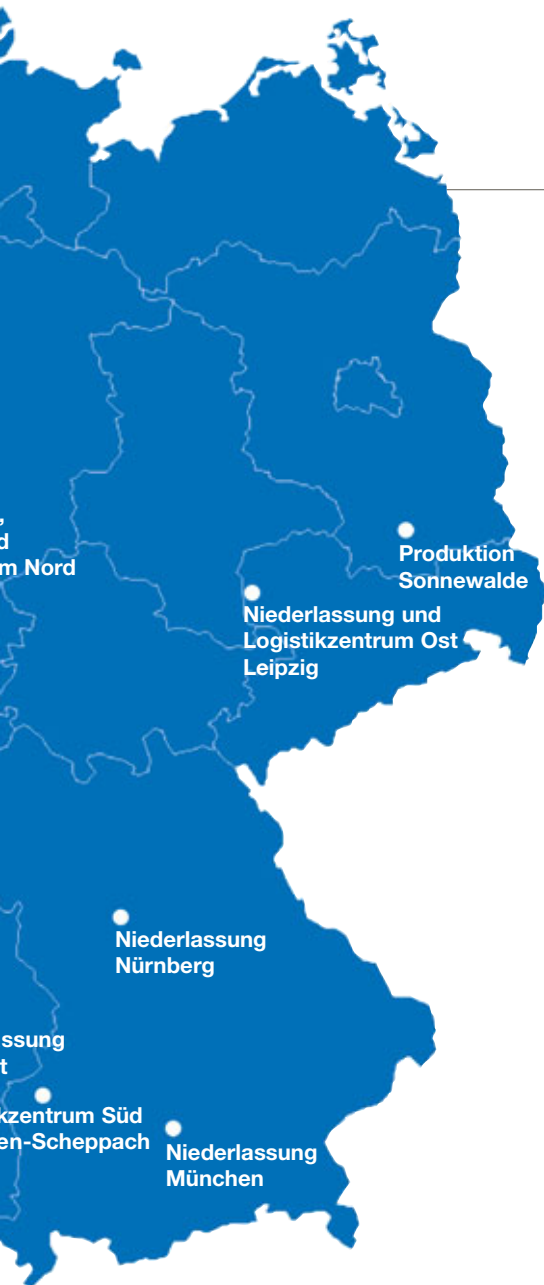 ,
d
m Nord
Produktion
Sonnewalde
Niederlassung und
Logistikzentrum Ost
Leipzig
Niederlassung
Nürnberg
ssung
t
kzentrum Süd
en-Scheppach
Niederlassung
München